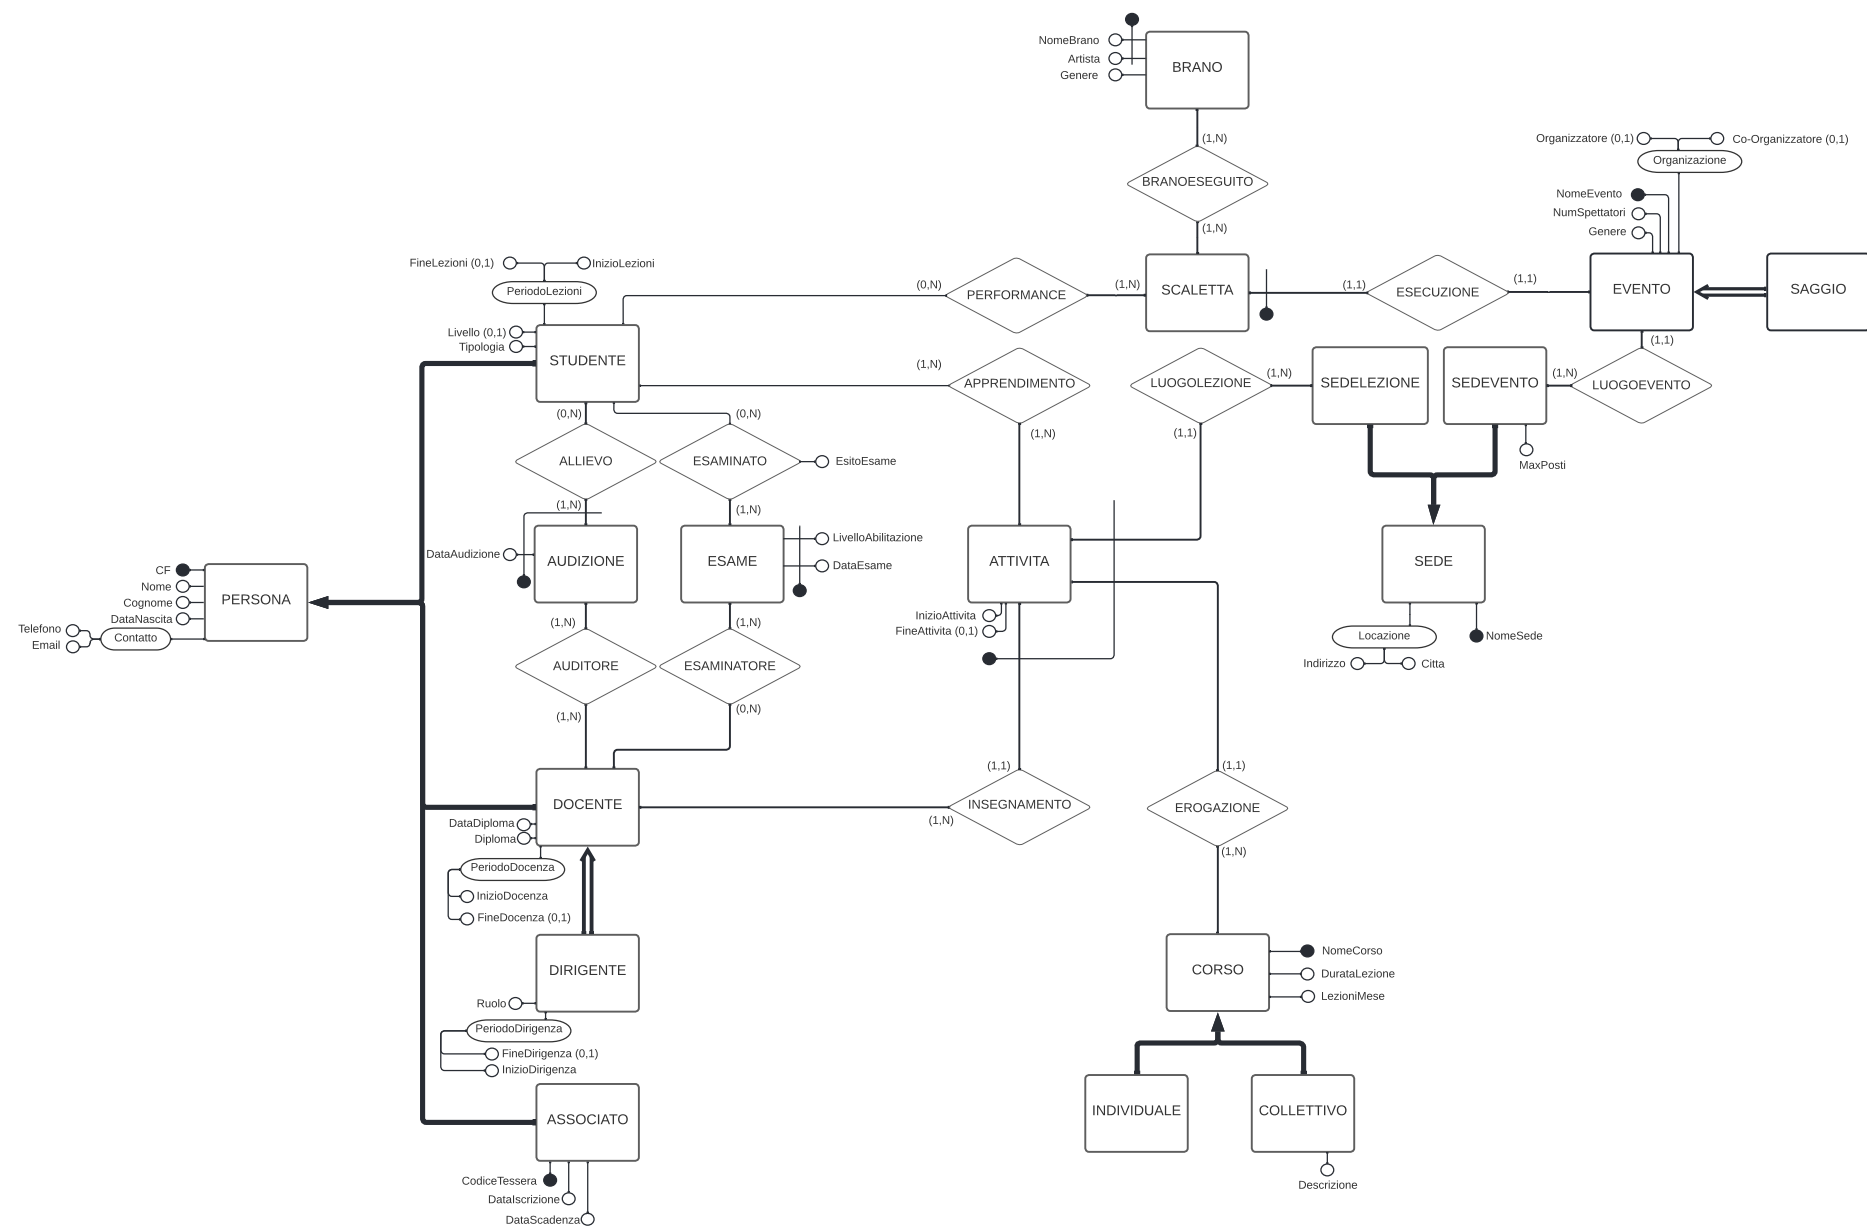 NomeBrano
Artista
Genere
BRANO
(1,N)
BRANOESEGUITO
(1,N)
Organizzatore (0,1)
Co-Organizzatore (0,1)
Organizazione
NomeEvento
NumSpettatori
Genere
FineLezioni (0,1)
InizioLezioni
PeriodoLezioni
(0,N)
PERFORMANCE
(1,N)
SCALETTA
(1,1)
ESECUZIONE
(1,1)
EVENTO
SAGGIO
Livello (0,1)
Tipologia
STUDENTE
(1,N)
APPRENDIMENTO
(1,N)
LUOGOLEZIONE
(1,N)
(1,1)
SEDELEZIONE
SEDEVENTO
(1,N)
(1,1)
LUOGOEVENTO
MaxPosti
(0,N)
(0,N)
ALLIEVO
ESAMINATO
EsitoEsame
(1,N)
(1,N)
DataAudizione
AUDIZIONE
ESAME
LivelloAbilitazione
DataEsame
ATTIVITA
SEDE
CF
Nome
Cognome
DataNascita
PERSONA
Telefono
Email
Contatto
InizioAttivita
FineAttivita (0,1)
Locazione
NomeSede
Indirizzo
Citta
(1,N)
(1,N)
AUDITORE
ESAMINATORE
(1,N)
(0,N)
(1,1)
(1,1)
DOCENTE
INSEGNAMENTO
(1,N)
EROGAZIONE
(1,N)
DataDiploma
Diploma
PeriodoDocenza
InizioDocenza
FineDocenza (0,1)
DIRIGENTE
Ruolo
PeriodoDirigenza
FineDirigenza (0,1)
InizioDirigenza
CORSO
NomeCorso
DurataLezione
LezioniMese
ASSOCIATO
INDIVIDUALE
COLLETTIVO
CodiceTessera
DataIscrizione
DataScadenza
Descrizione